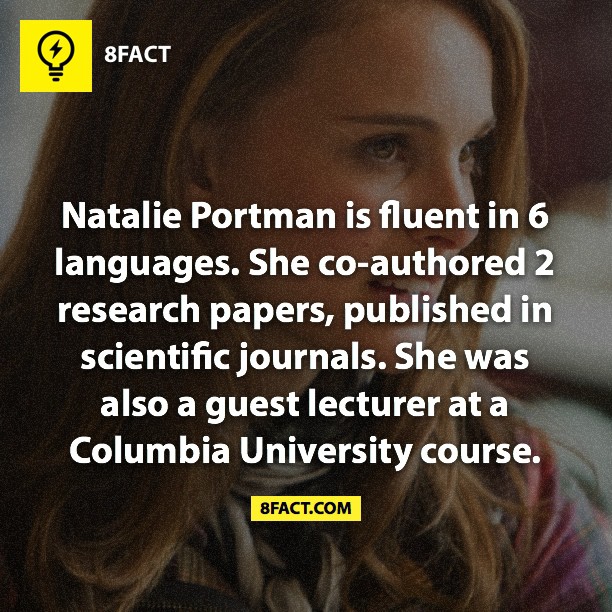 8FACT
Natalie Portman is fluent in 6
languages. She co-authored 2
research papers, published in
scientific journals. She was
also a guest lecturer at a
Columbia University course.
8FACT.COM